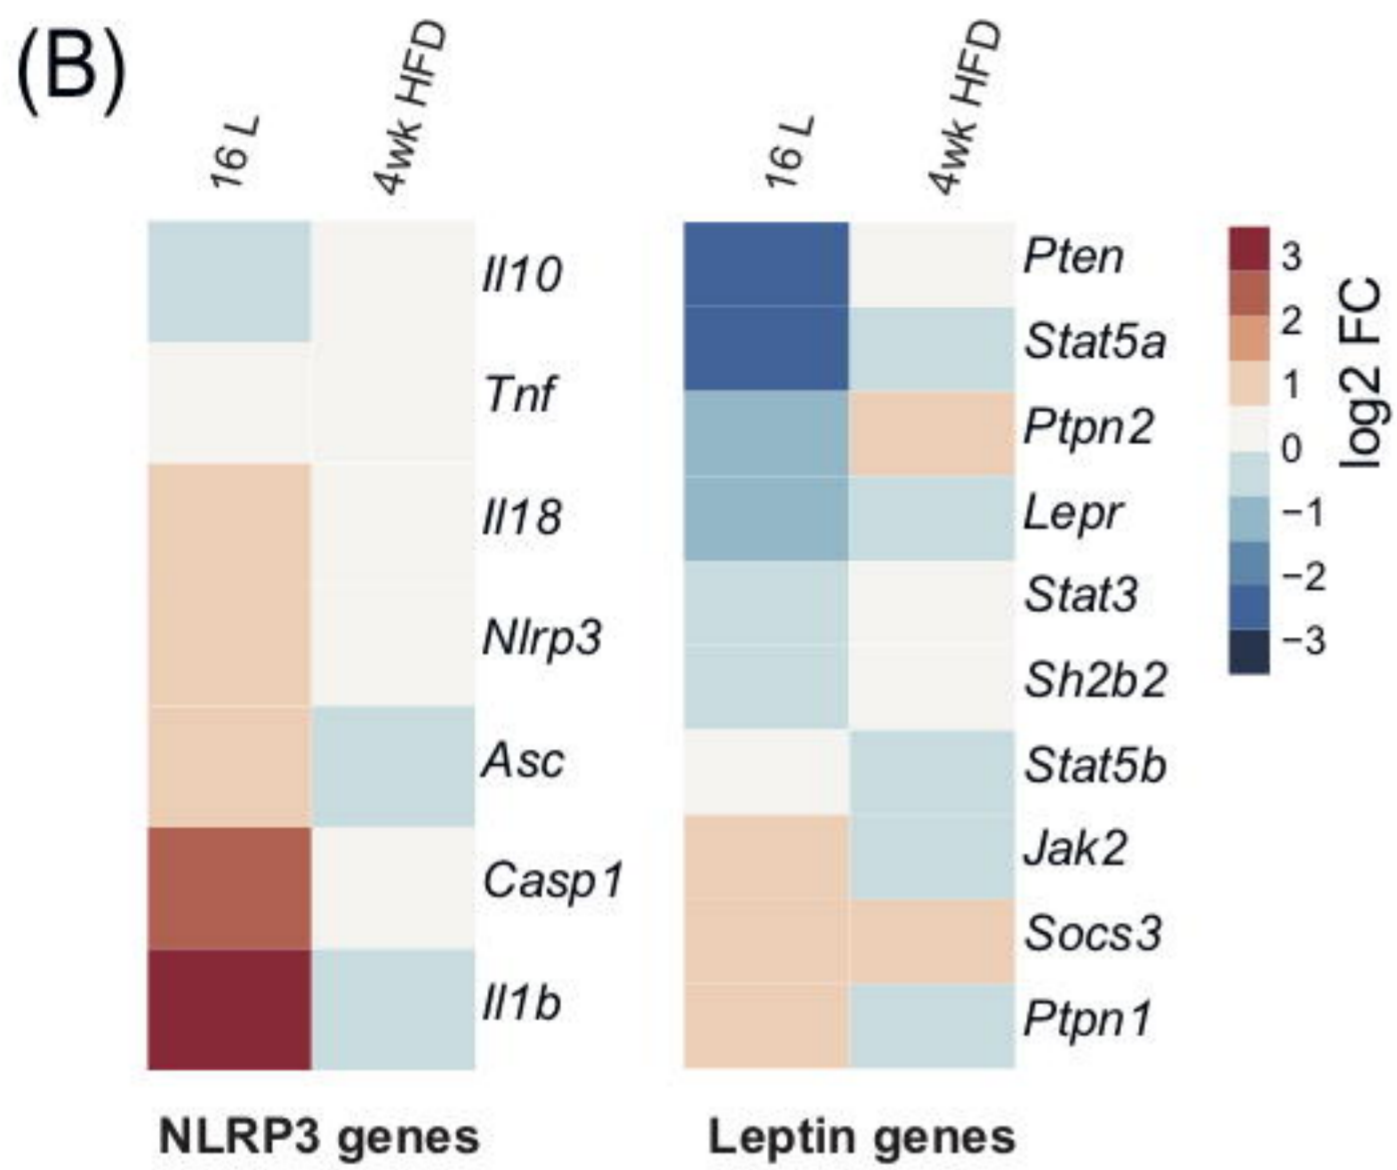 (B)
16 L
4wk HFD
Il10
Tnf
Il18
Nlrp3
Asc
Casp1
Il1b
NLRP3 genes
16 L
4wk HFD
Pten
Stat5a
Ptpn2
Lepr
Stat3
Sh2b2
Stat5b
Jak2
Socs3
Ptpn1
Leptin genes
3
2
1
0
−1
−2
−3
log2 FC